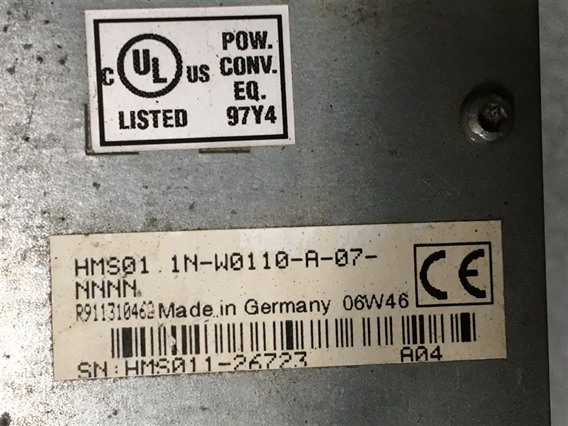 C UL US
LISTED
POW.
CONV.
EQ.
97Y4
HMS01.1N-W0110-A-07-
NNNN
R911310463 Made in Germany 06W46
CE
SN:HMS011-26723 A04